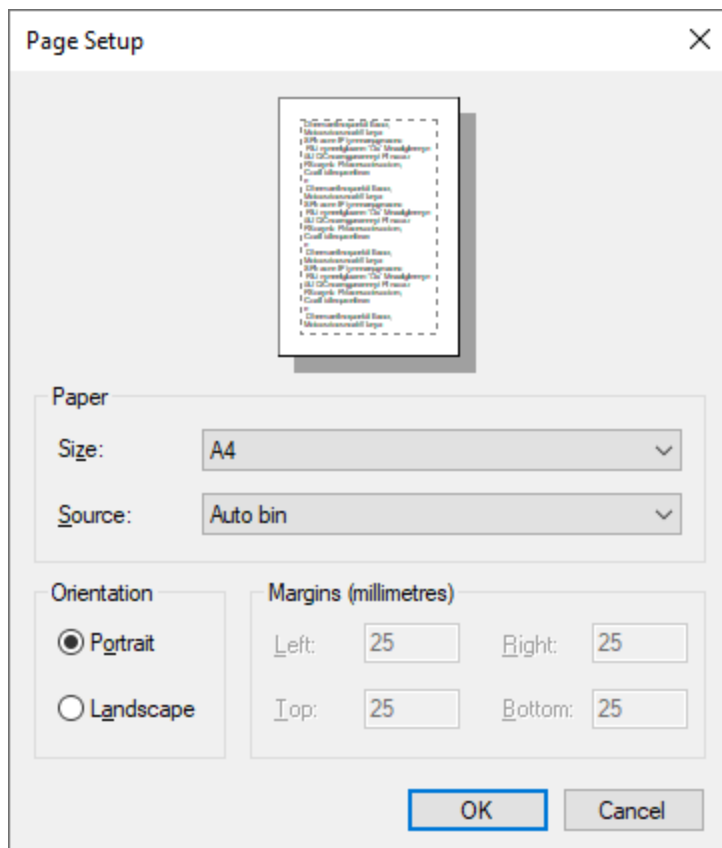 Page Setup
Paper
Size:
A4
Source:
Auto bin
Orientation
Portrait
Landscape
Margins (millimetres)
Left:
25
Right:
25
Top:
25
Bottom:
25
OK
Cancel